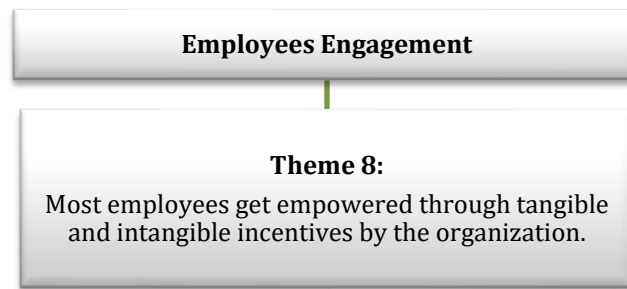 Employees Engagement
Theme 8:
Most employees get empowered through tangible
and intangible incentives by the organization.